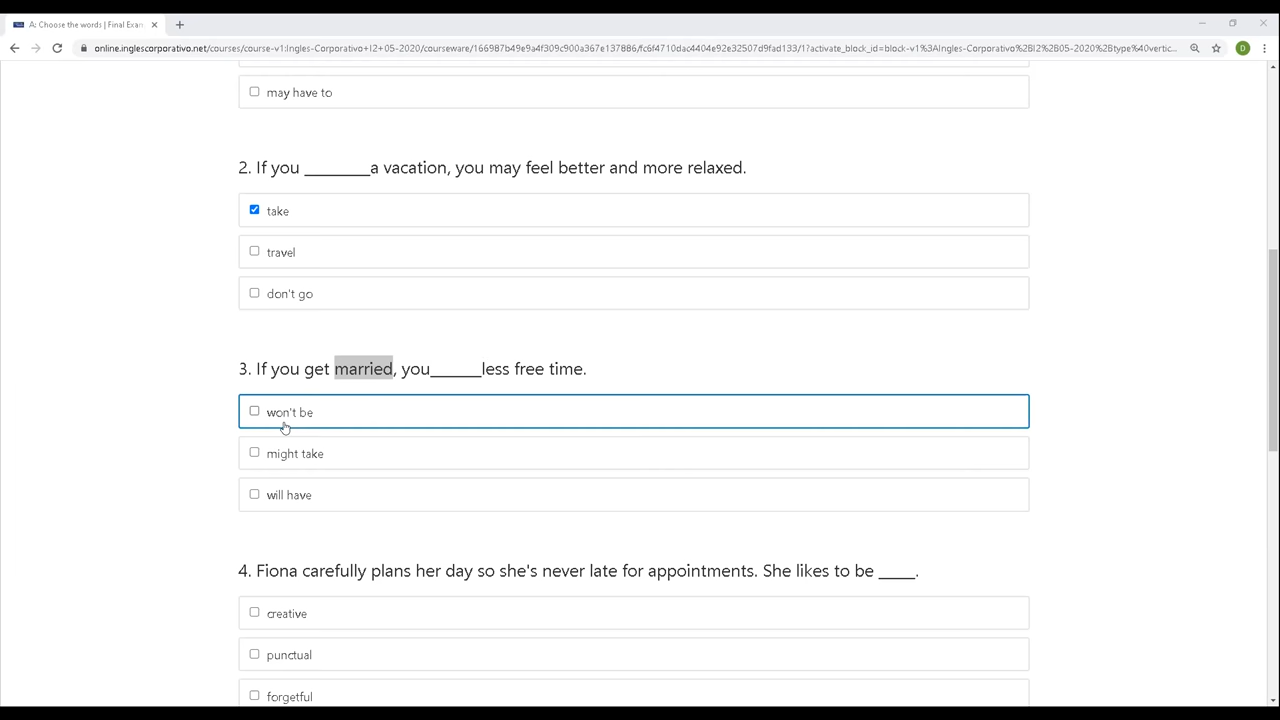 A: Choose the words | Final Exam
online.inglescorporativo.net/courses/course-v1:Ingles-Corporativo+I2+05-2020/courseware/166987b49e9a4f309c900a367e137886/fc6f4710dac4404e92e32507d9fad133/1?activate_block_id=block-v1%3AIngles-Corporativo%2BI2%2B05-2020%2Btype%40vertic...
D
may have to
2. If you ________a vacation, you may feel better and more relaxed.
take
travel
don't go
3. If you get married, you______less free time.
won't be
might take
will have
4. Fiona carefully plans her day so she's never late for appointments. She likes to be ____.
creative
punctual
forgetful